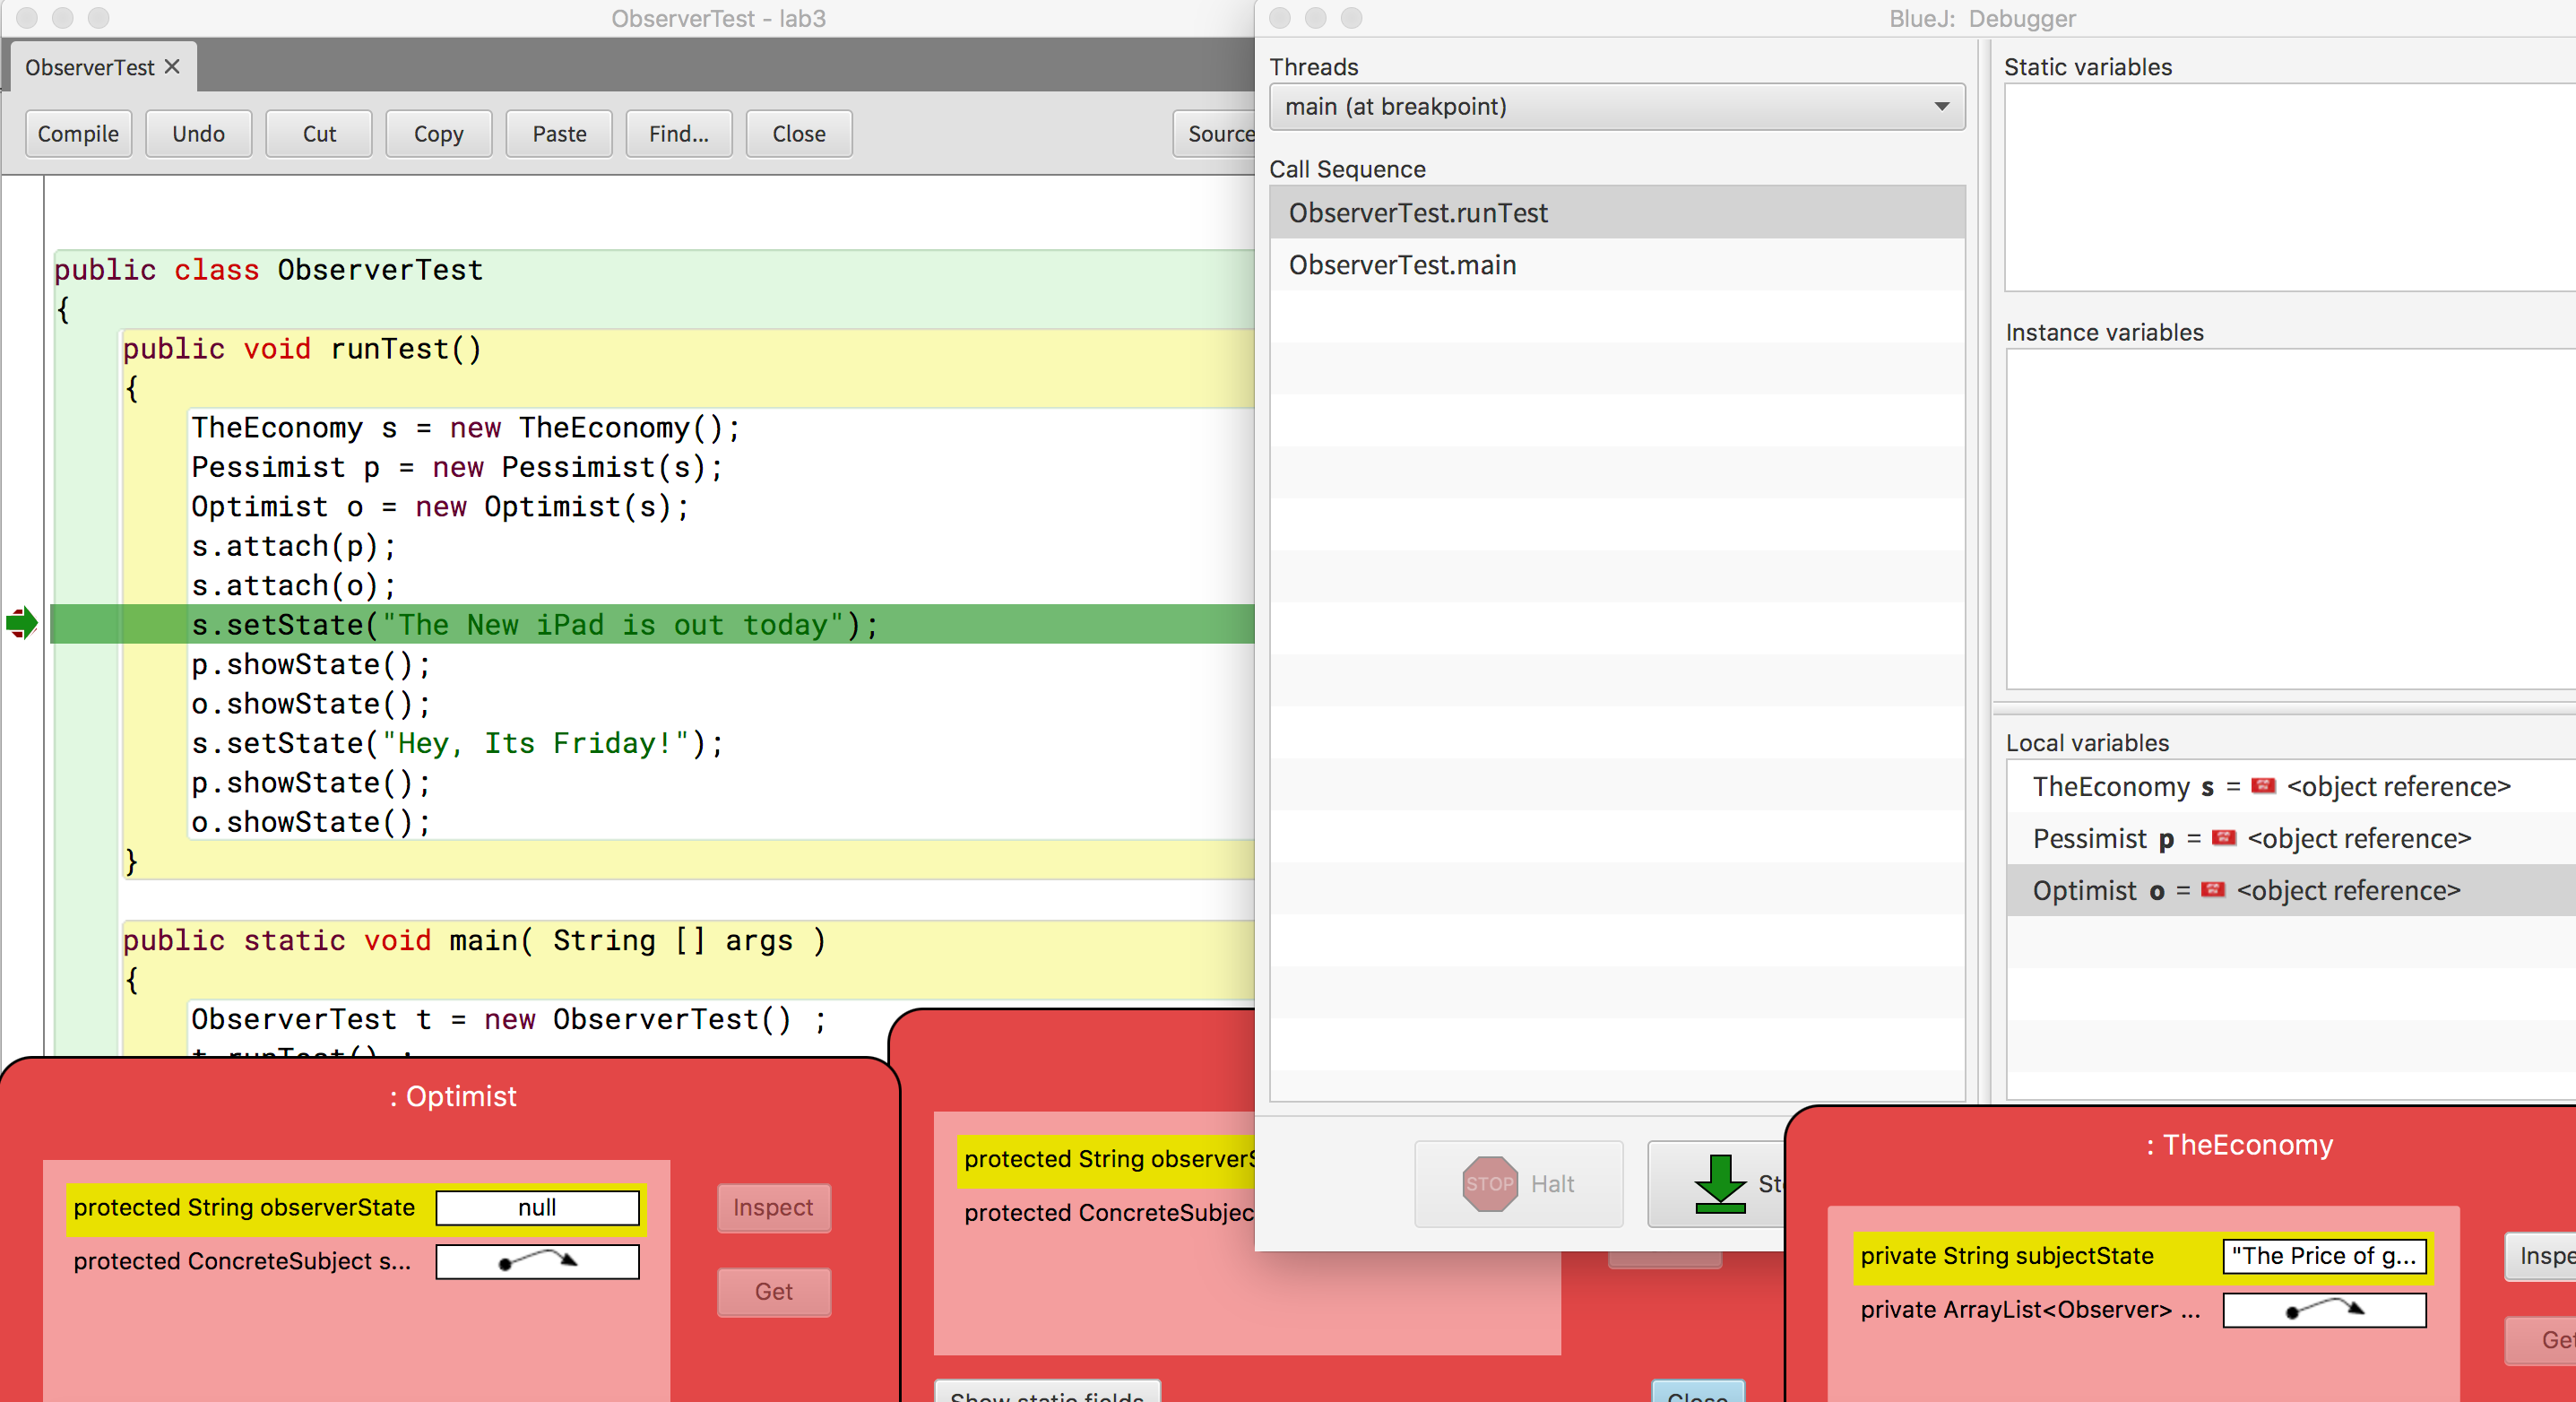 ObserverTest - lab3
ObserverTest
Compile
Undo
Cut
Copy
Paste
Find...
Close
Source
public class ObserverTest
{
public void runTest()
{
TheEconomy s = new TheEconomy();
Pessimist p = new Pessimist(s);
Optimist o = new Optimist(s);
s.attach(p);
s.attach(o);
s.setState("The New iPad is out today");
p.showState();
o.showState();
s.setState("Hey, Its Friday!");
p.showState();
o.showState();
}
public static void main( String [] args )
{
ObserverTest t = new ObserverTest() ;
t.runTest() ;
BlueJ: Debugger
Threads
main (at breakpoint)
Call Sequence
ObserverTest.runTest
ObserverTest.main
Static variables
Instance variables
Local variables
TheEconomy s = <object reference>
Pessimist p = <object reference>
Optimist o = <object reference>
STOP Halt
St
: Optimist
protected String observerState null
protected ConcreteSubject s...
Inspect
Get
protected String observerS
protected ConcreteSubjec
Show static fields
Close
: TheEconomy
private String subjectState "The Price of g...
private ArrayList<Observer> ...
Inspe
Get